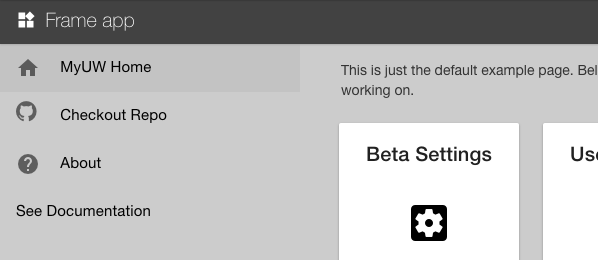 Frame app
MyUW Home
Checkout Repo
About
See Documentation
This is just the default example page. Bel
working on.
Beta Settings
Use